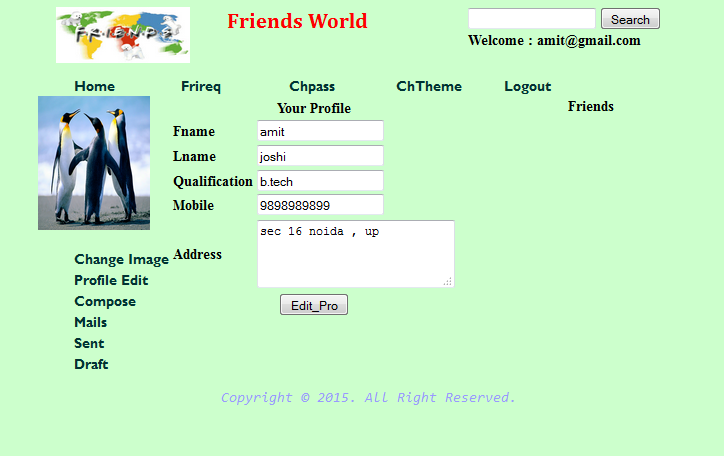 FRIENDS
Friends World
Search
Welcome : amit@gmail.com
Home Frireq Chpass ChTheme Logout
Your Profile
Friends
Fname amit
Lname joshi
Qualification b.tech
Mobile 9898989899
Address sec 16 noida , up
Edit_Pro
Change Image
Profile Edit
Compose
Mails
Sent
Draft
Copyright © 2015. All Right Reserved.